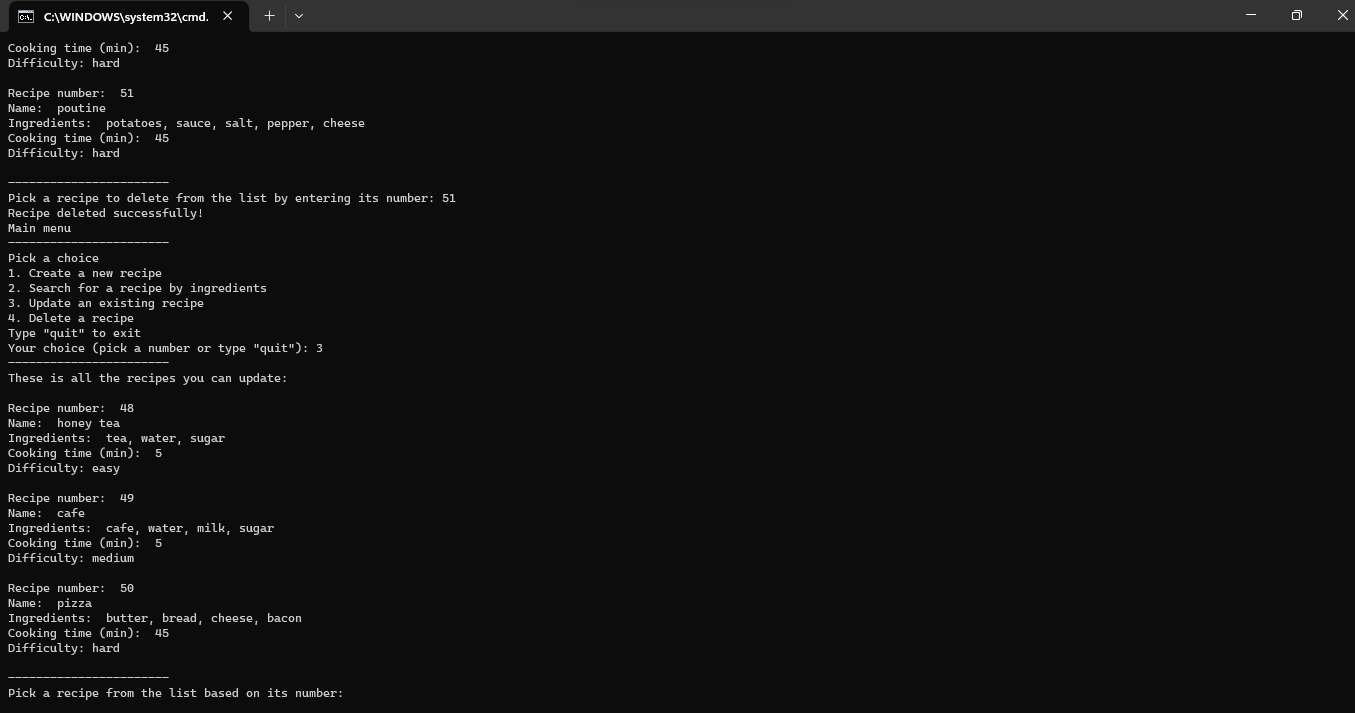 C:\WINDOWS\system32\cmd.
Cooking time (min):  45
Difficulty: hard
Recipe number:  51
Name:  poutine
Ingredients:  potatoes, sauce, salt, pepper, cheese
Cooking time (min):  45
Difficulty: hard
-----------------------
Pick a recipe to delete from the list by entering its number: 51
Recipe deleted successfully!
Main menu
-----------------------
Pick a choice
1. Create a new recipe
2. Search for a recipe by ingredients
3. Update an existing recipe
4. Delete a recipe
Type "quit" to exit
Your choice (pick a number or type "quit"): 3
-----------------------
These is all the recipes you can update:
Recipe number:  48
Name:  honey tea
Ingredients:  tea, water, sugar
Cooking time (min):  5
Difficulty: easy
Recipe number:  49
Name:  cafe
Ingredients:  cafe, water, milk, sugar
Cooking time (min):  5
Difficulty: medium
Recipe number:  50
Name:  pizza
Ingredients:  butter, bread, cheese, bacon
Cooking time (min):  45
Difficulty: hard
-----------------------
Pick a recipe from the list based on its number: